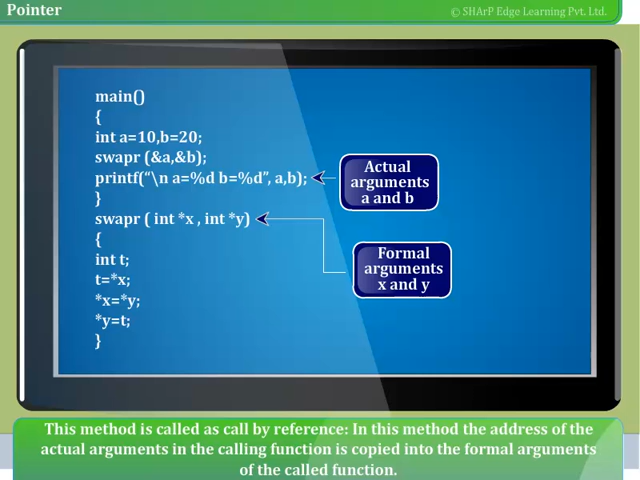 Pointer
© SHArP Edge Learning Pvt. Ltd.
main()
{
int a=10,b=20;
swapr (&a,&b);
printf(“\n a=%d b=%d”, a,b);
}
swapr ( int *x , int *y)
{
int t;
t=*x;
*x=*y;
*y=t;
}
Actual
arguments
a and b
Formal
arguments
x and y
This method is called as call by reference: In this method the address of the
actual arguments in the calling function is copied into the formal arguments
of the called function.